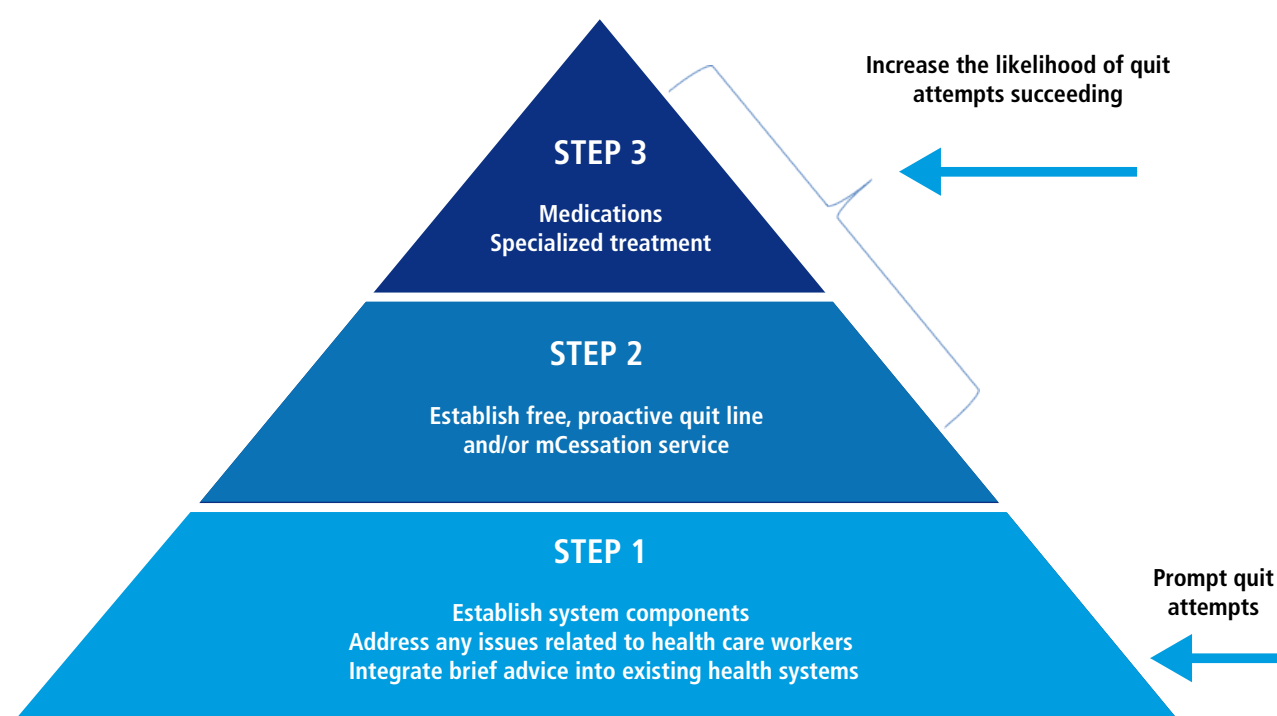 Increase the likelihood of quit
attempts succeeding
STEP 3
Medications
Specialized treatment
STEP 2
Establish free, proactive quit line
and/or mCessation service
STEP 1
Establish system components
Address any issues related to health care workers
Integrate brief advice into existing health systems
Prompt quit
attempts